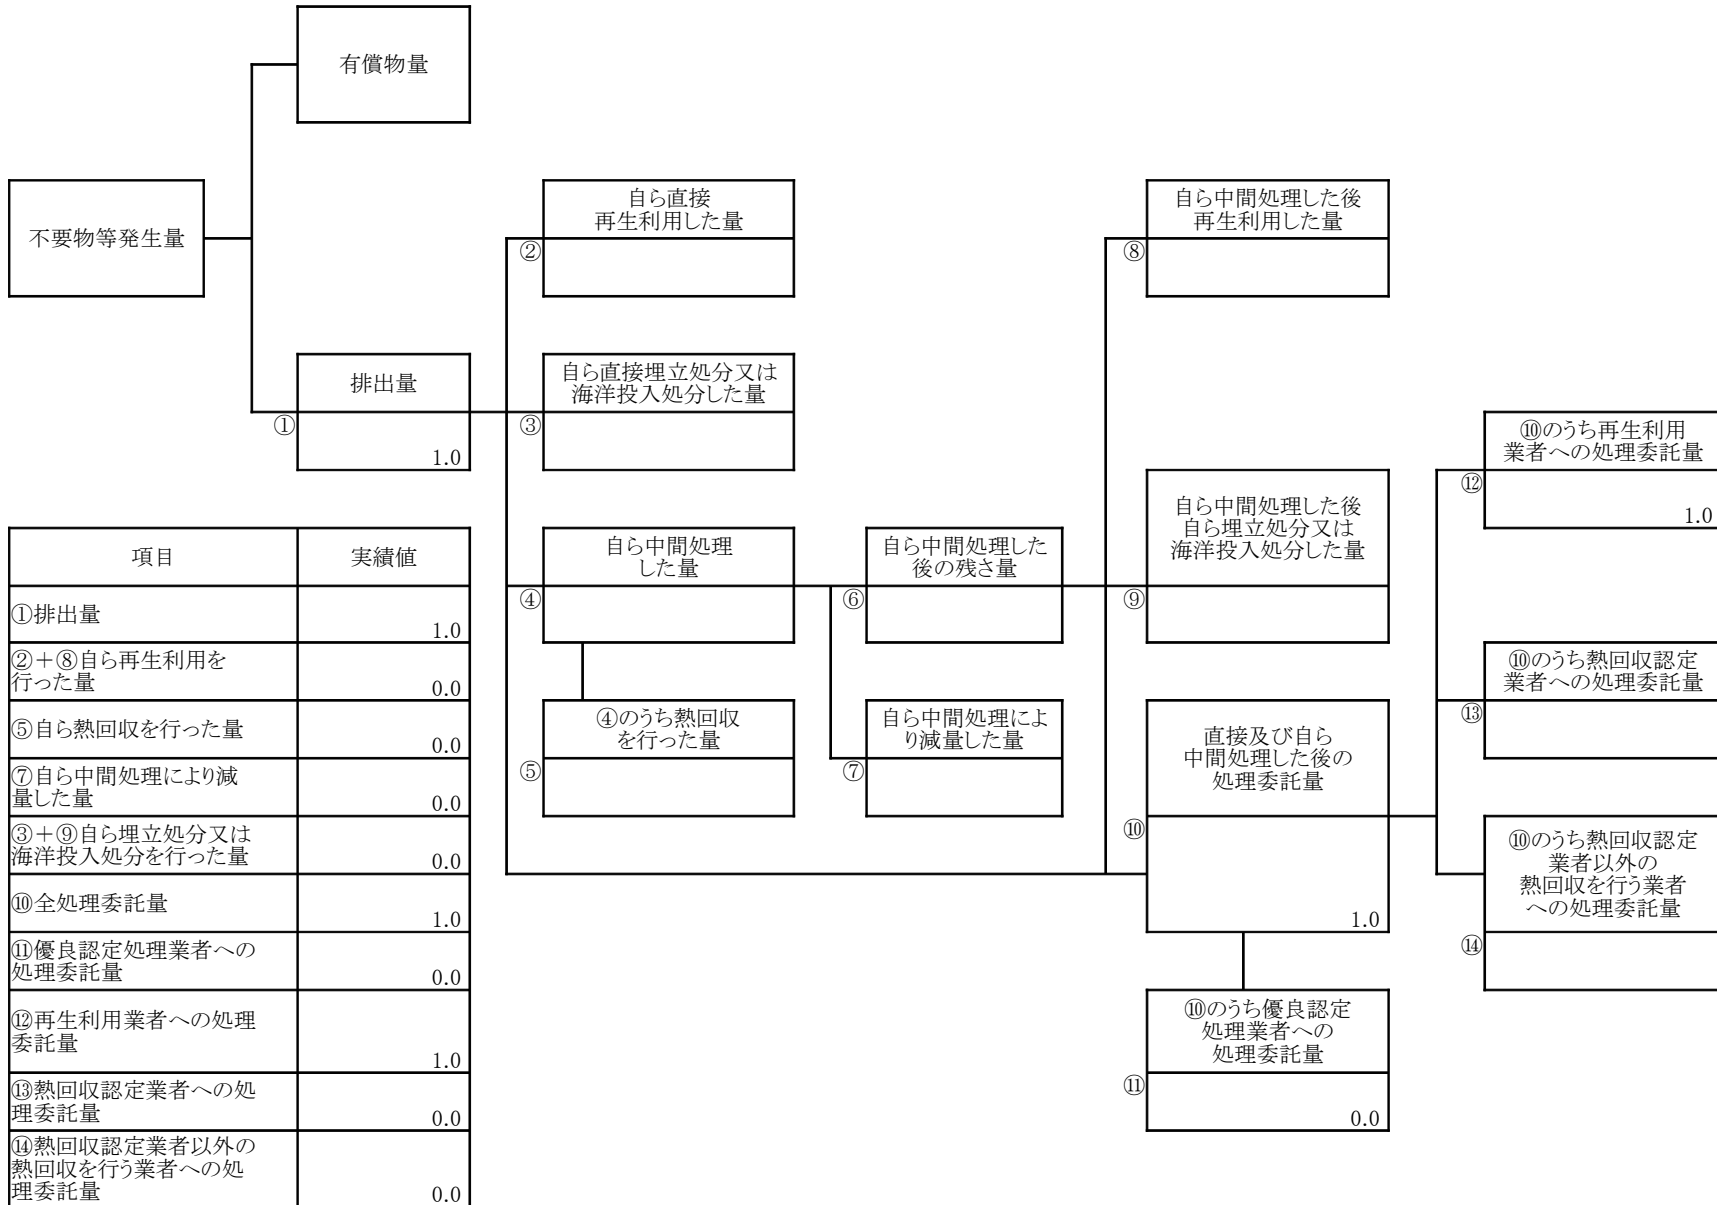 有償物量
不要物等発生量
自ら直接
再生利用した量
②
自ら中間処理した後
再生利用した量
⑧
排出量
①
1.0
自ら直接埋立処分又は
海洋投入処分した量
③
⑩のうち再生利用
業者への処理委託量
⑫
1.0
自ら中間処理した後
自ら埋立処分又は
海洋投入処分した量
⑨
自ら中間処理
した量
④
自ら中間処理した
後の残さ量
⑥
⑩のうち熱回収認定
業者への処理委託量
⑬
④のうち熱回収
を行った量
⑤
自ら中間処理によ
り減量した量
⑦
直接及び自ら
中間処理した後の
処理委託量
⑩
1.0
⑩のうち熱回収認定
業者以外の
熱回収を行う業者
への処理委託量
⑭
⑩のうち優良認定
処理業者への
処理委託量
⑪
0.0
項目
実績値
①排出量
1.0
②+⑧自ら再生利用を
行った量
0.0
⑤自ら熱回収を行った量
0.0
⑦自ら中間処理により減
量した量
0.0
③+⑨自ら埋立処分又は
海洋投入処分を行った量
0.0
⑩全処理委託量
1.0
⑪優良認定処理業者への
処理委託量
0.0
⑫再生利用業者への処理
委託量
1.0
⑬熱回収認定業者への処
理委託量
0.0
⑭熱回収認定業者以外の
熱回収を行う業者への処
理委託量
0.0